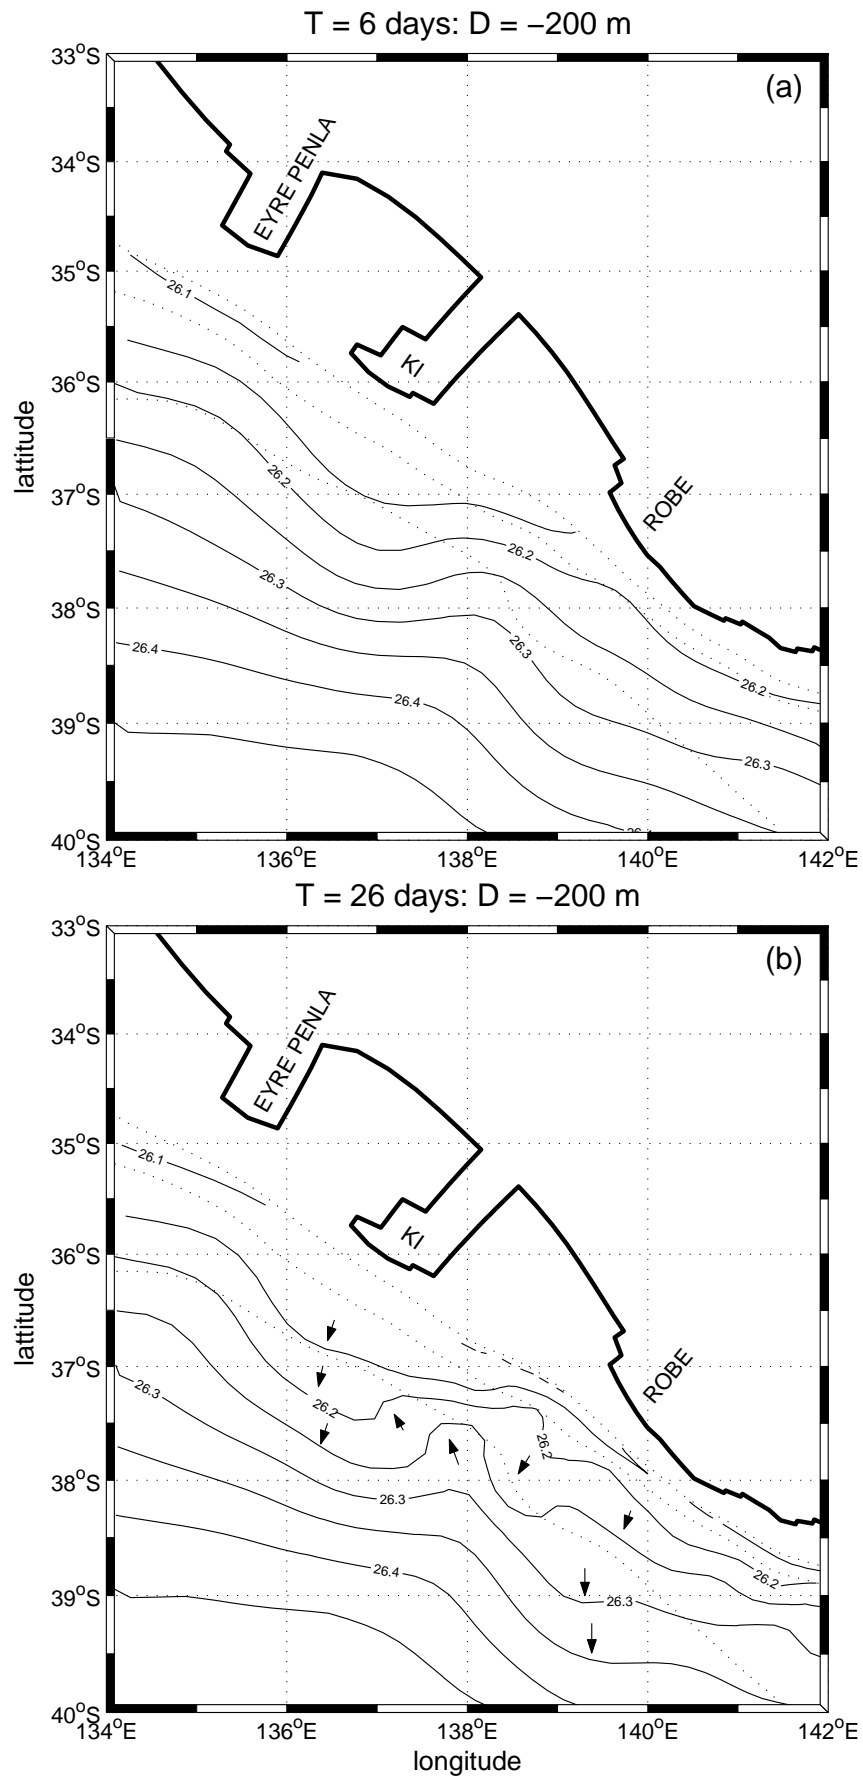 T = 6 days: D = −200 m
33°S
(a)
34°S
EYRE PENLA
35°S
26.1
36°S
KI
lattitude
26.2
37°S
ROBE
26.2
26.3
38°S
26.4
26.3
26.2
26.4
39°S
26.3
26
40°S
134°E 136°E 138°E 140°E 142°E
T = 26 days: D = −200 m
33°S
(b)
34°S
EYRE PENLA
35°S
26.1
36°S
KI
lattitude
37°S
ROBE
26.3
26.2
26.2
38°S
26.3
26.4
26.2
39°S
26.3
40°S
134°E 136°E 138°E 140°E 142°E
longitude